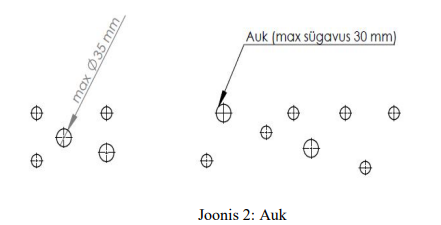 max Ø35 mm
Auk (max sügavus 30 mm)
Joonis 2: Auk